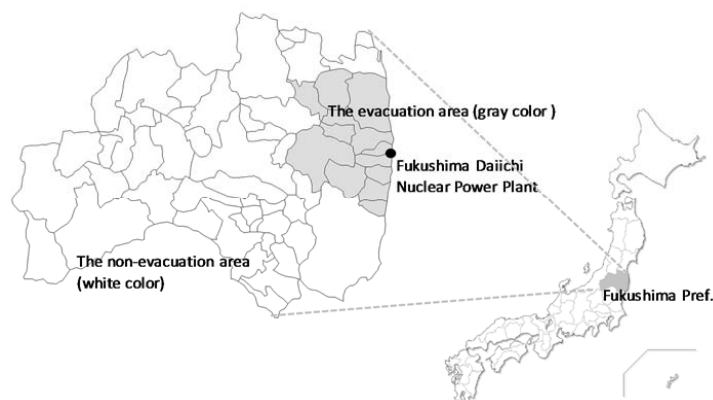 The evacuation area (gray color )
Fukushima Daiichi
Nuclear Power Plant
The non-evacuation area
(white color)
Fukushima Pref.